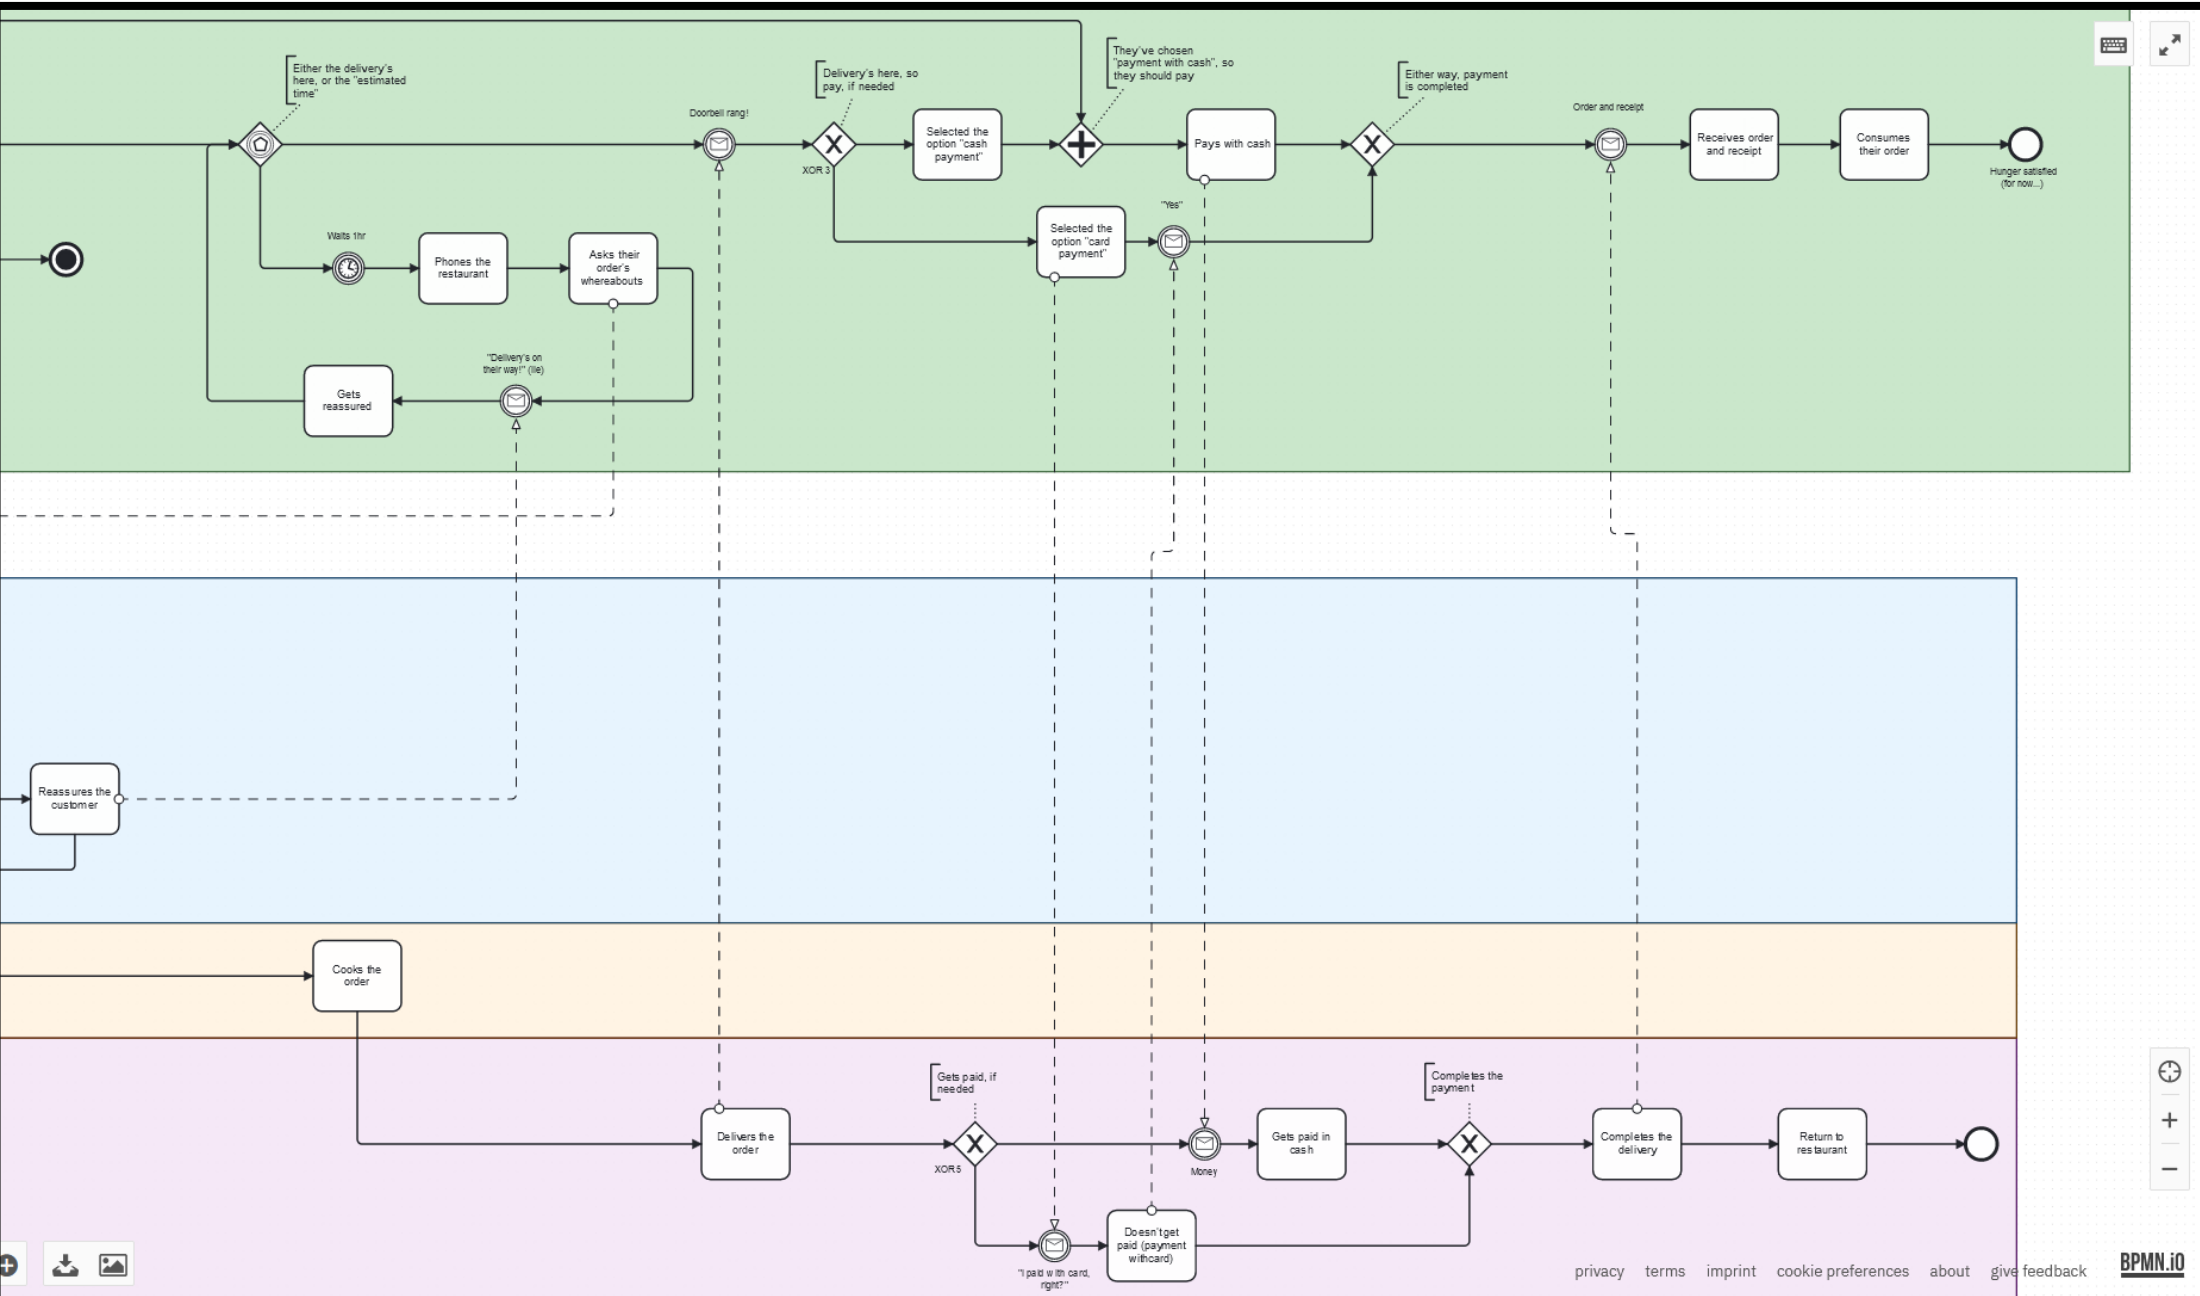 Either the delivery's
here, or the "estimated
time"
Delivery's here, so
pay, if needed
They've chosen
"payment with cash", so
they should pay
Either way, payment
is completed
Doorbell rang!
Order and receipt
Selected the
option "cash
payment"
Pays with cash
Receives order
and receipt
Consumes
their order
XOR 3
Hunger satisfied
(for now...)
"Yes"
Waits 1hr
Phones the
restaurant
Asks their
order's
whereabouts
Selected the
option "card
payment"
"Delivery's on
their way!" (lie)
Gets
reassured
Reassures the
customer
Cooks the
order
Gets paid, if
needed
Completes the
payment
Delivers the
order
XOR5
Money
Gets paid in
cash
Completes the
delivery
Return to
restaurant
Doesn'tget
paid (payment
withcard)
"I paid with card,
right?"
privacy terms imprint cookie preferences about give feedback
BPMN.iO